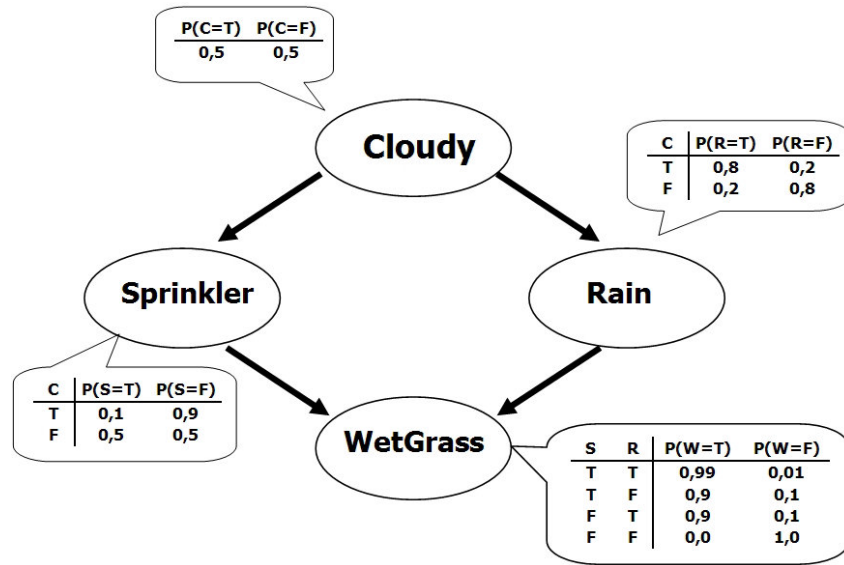 P(C=T) P(C=F)
0,5 0,5
Cloudy
C P(R=T) P(R=F)
T 0,8 0,2
F 0,2 0,8
Sprinkler
Rain
C P(S=T) P(S=F)
T 0,1 0,9
F 0,5 0,5
WetGrass
S R P(W=T) P(W=F)
T T 0,99 0,01
T F 0,9 0,1
F T 0,9 0,1
F F 0,0 1,0